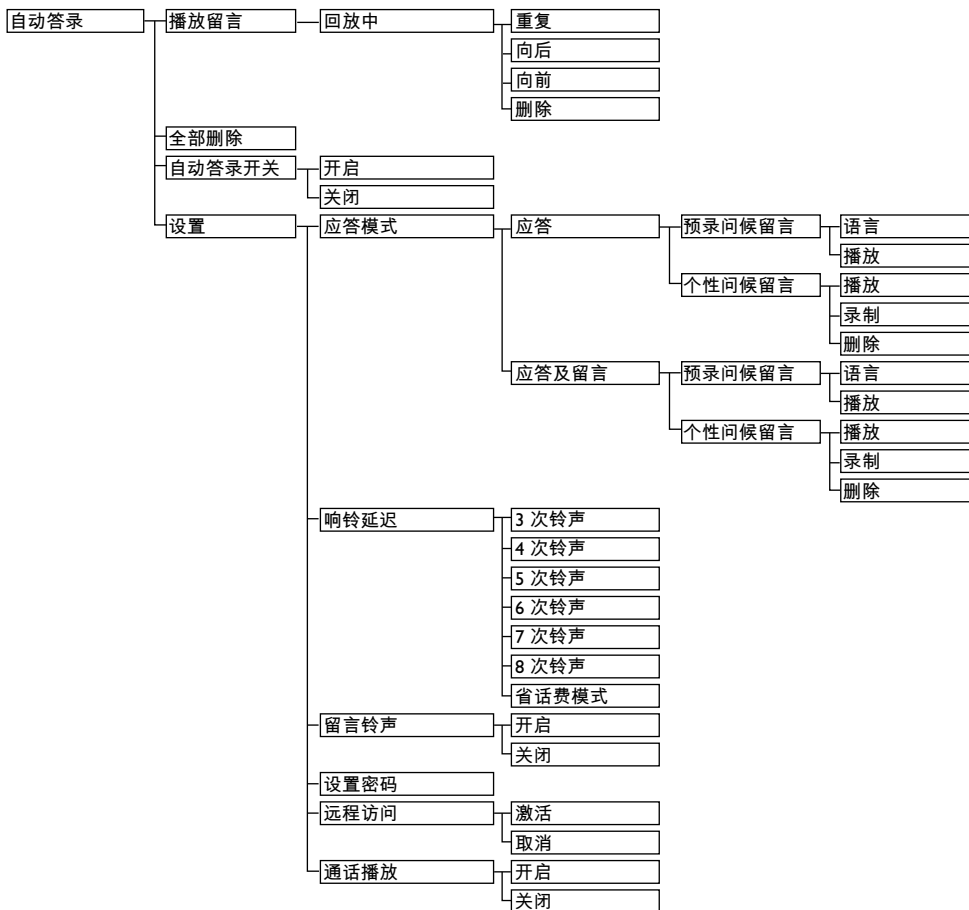 自动答录 播放留言 回放中 重复
向后
向前
删除
全部删除
自动答录开关 开启
关闭
设置 应答模式 应答 预录问候留言 语言
播放
个性问候留言 播放
录制
删除
应答及留言 预录问候留言 语言
播放
个性问候留言 播放
录制
删除
响铃延迟 3 次铃声
4 次铃声
5 次铃声
6 次铃声
7 次铃声
8 次铃声
省话费模式
留言铃声 开启
关闭
设置密码
远程访问 激活
取消
通话播放 开启
关闭